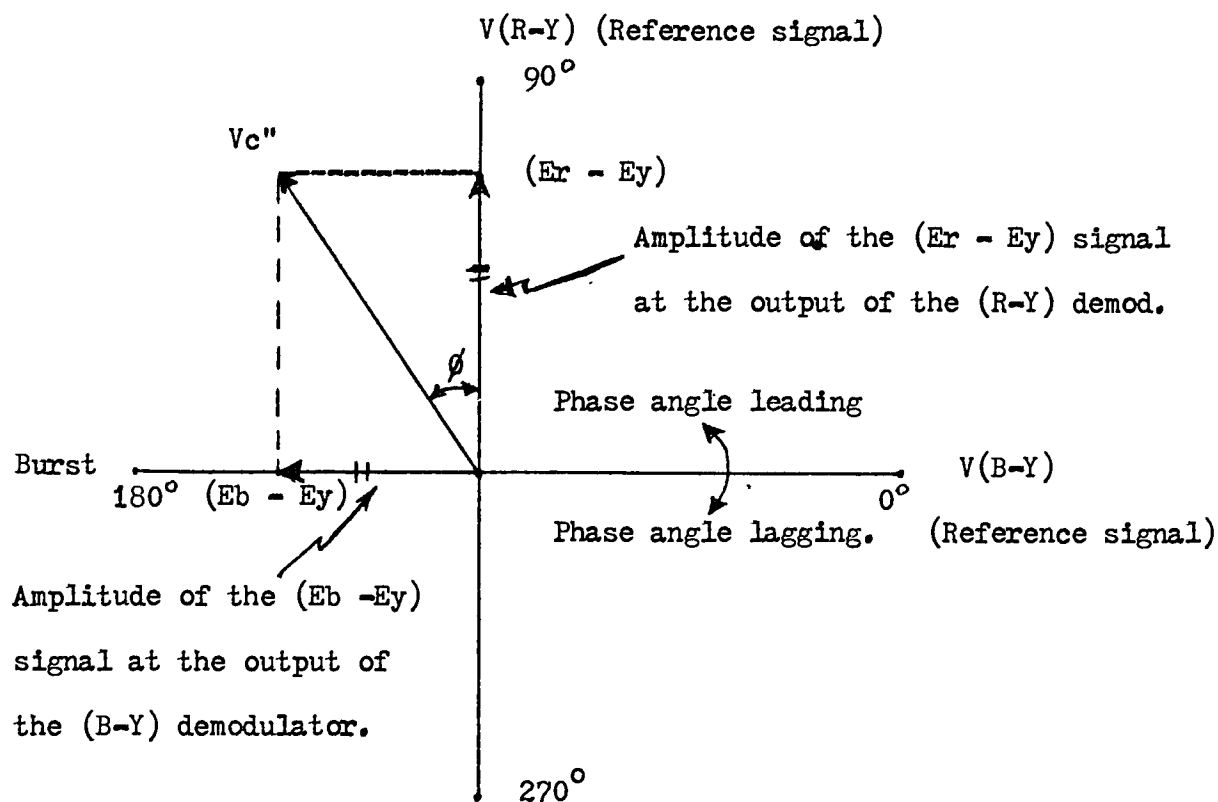 V(R-Y) (Reference signal)
90°
Vc"
(Er - Ey)
Amplitude of the (Er - Ey) signal
at the output of the (R-Y) demod.
ø
Phase angle leading
Burst
V(B-Y)
180° (Eb - Ey)
0°
Phase angle lagging. (Reference signal)
Amplitude of the (Eb -Ey)
signal at the output of
the (B-Y) demodulator.
270°